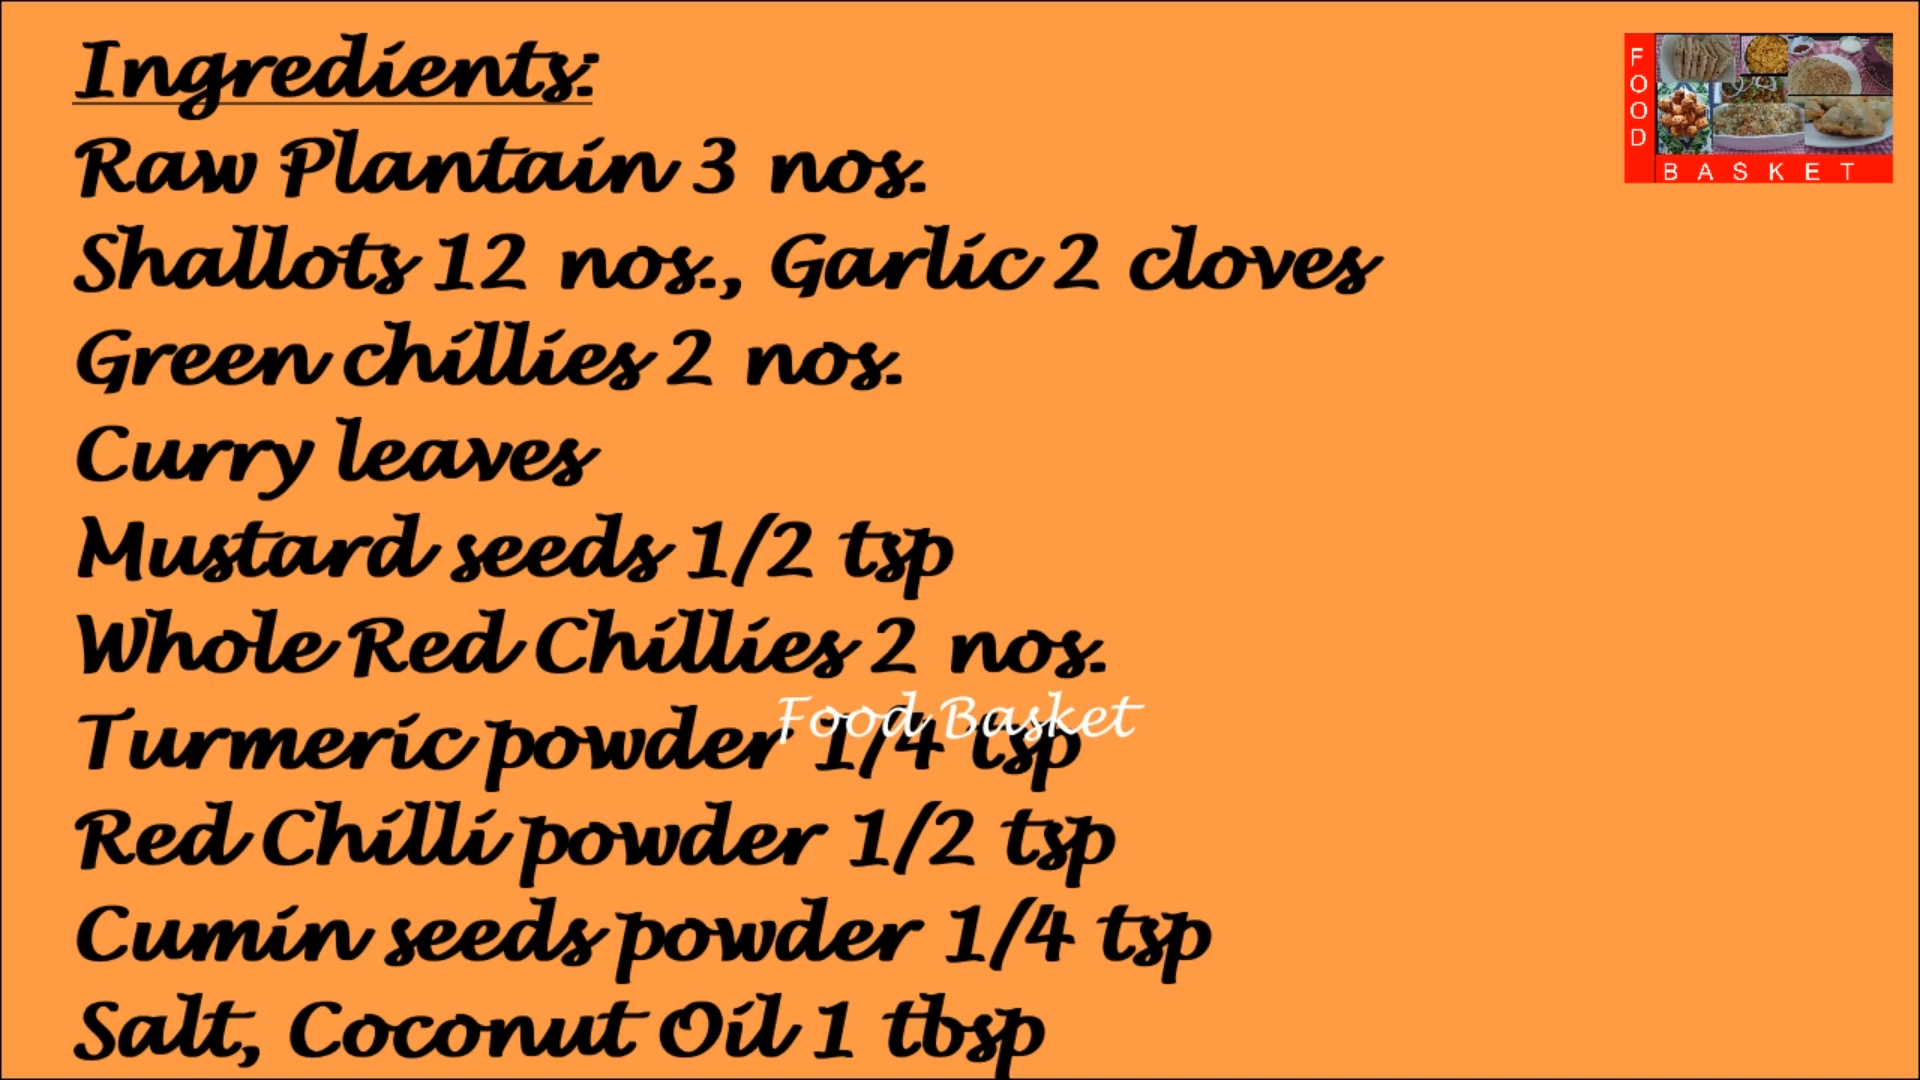 Ingredients:
Raw Plantain 3 nos.
Shallots 12 nos., Garlic 2 cloves
Green chillies 2 nos.
Curry leaves
Mustard seeds 1/2 tsp
Whole Red Chillies 2 nos.
Turmeric powder 1/4 tsp
Food Basket
Red Chilli powder 1/2 tsp
Cumin seeds powder 1/4 tsp
Salt, Coconut Oil 1 tbsp
FOOD
BASKET